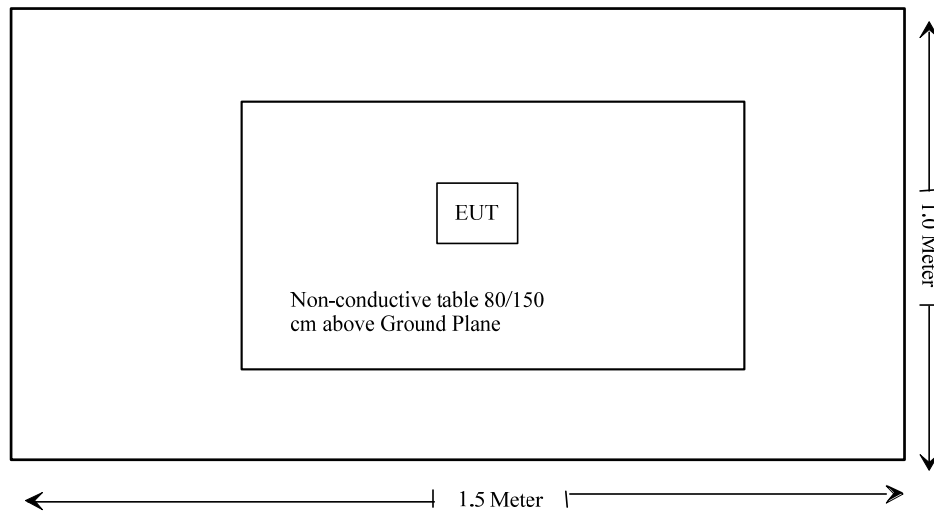 EUT
Non-conductive table 80/150
cm above Ground Plane
1.0 Meter
1.5 Meter